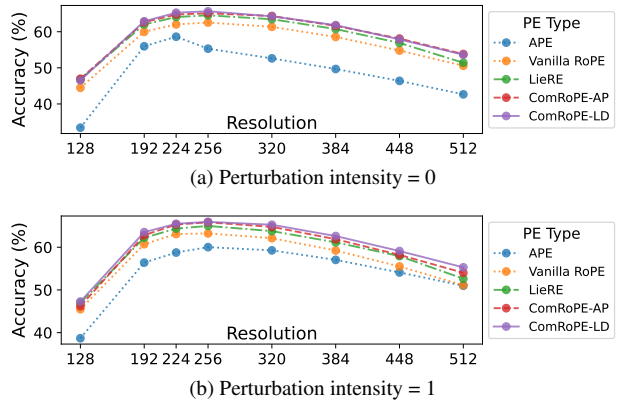 Accuracy (%)
60
50
40
Resolution
128 192 224 256 320 384 448 512
PE Type
APE
Vanilla RoPE
LieRE
ComRoPE-AP
ComRoPE-LD
(a) Perturbation intensity = 0
Accuracy (%)
60
50
40
Resolution
128 192 224 256 320 384 448 512
PE Type
APE
Vanilla RoPE
LieRE
ComRoPE-AP
ComRoPE-LD
(b) Perturbation intensity = 1